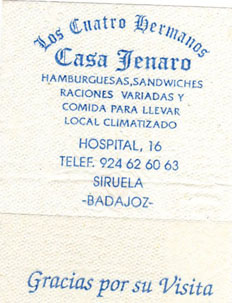 Los Cuatro Hermanos
Casa Jenaro
HAMBURGUESAS, SANDWICHES
RACIONES VARIADAS Y
COMIDA PARA LLEVAR
LOCAL CLIMATIZADO
HOSPITAL, 16
TELEF. 924 62 60 63
SIRUELA
-BADAJOZ-
Gracias por su Visita